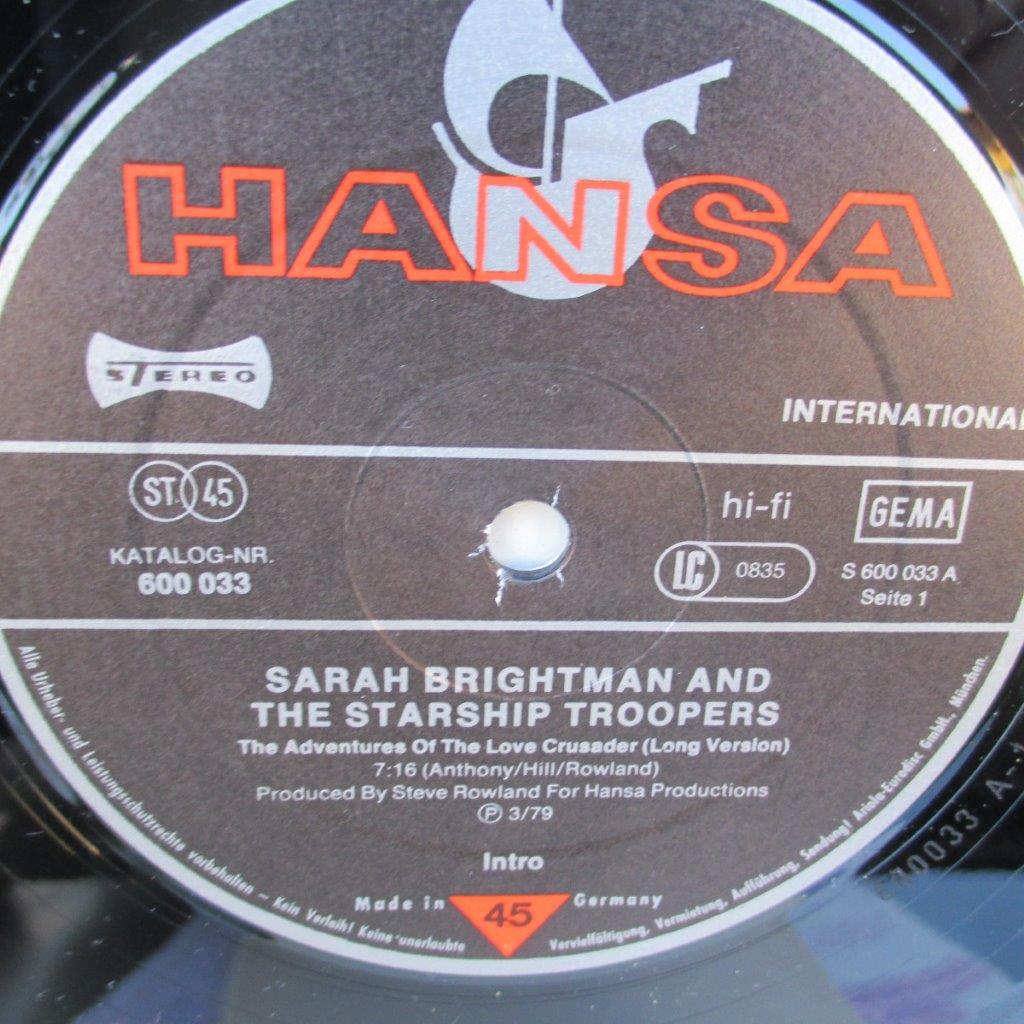 HANSA
STEREO
INTERNATIONAL
ST. 45
hi-fi
GEMA
KATALOG-NR.
600 033
LC 0835
S 600 033 A
Seite 1
SARAH BRIGHTMAN AND
THE STARSHIP TROOPERS
The Adventures Of The Love Crusader (Long Version)
7:16 (Anthony/Hill/Rowland)
Produced By Steve Rowland For Hansa Productions
Ⓟ 3/79
Intro
Made in 45 Germany
Alle Urheber- und Leistungsschutzrechte vorbehalten – Kein Verleih! Keine unerlaubte Vervielfältigung, Vermietung, Aufführung, Sendung! Ariola-Eurodisc GmbH., München.
600033 A-1